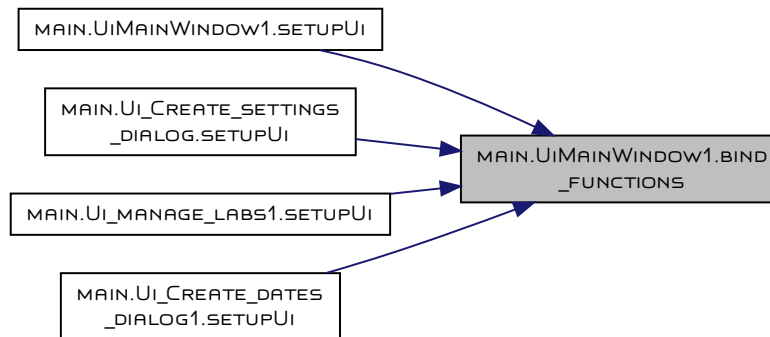 main.UiMainWindow1.setupUi
main.Ui_Create_settings
_dialog.setupUi
main.UiMainWindow1.bind
_functions
main.Ui_manage_labs1.setupUi
main.Ui_Create_dates
_dialog1.setupUi